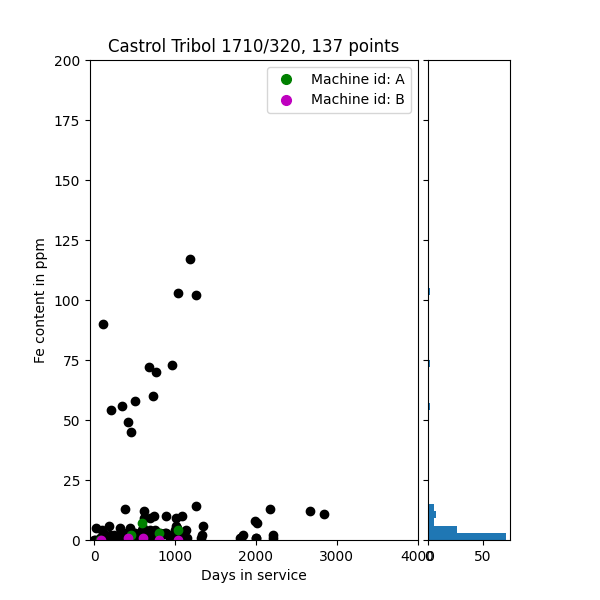 Castrol Tribol 1710/320, 137 points
Machine id: A
Machine id: B
Fe content in ppm
200
175
150
125
100
75
50
25
0
0 1000 2000 3000 4000
0 50
Days in service